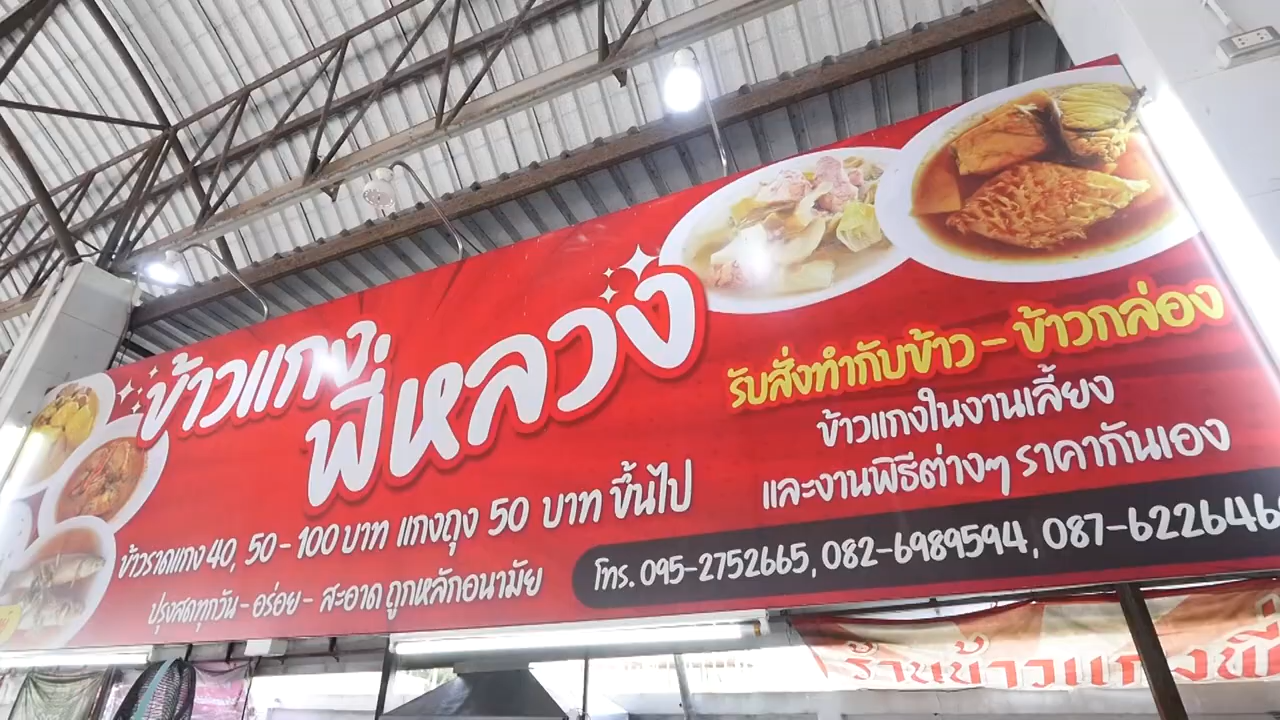 ข้าวแกง
พี่หลวง
ข้าวราดแกง 40, 50 - 100 บาท แกงถุง 50 บาท ขึ้นไป
ปรุงสดทุกวัน - อร่อย - สะอาด ถูกหลักอนามัย
รับสั่งทำกับข้าว - ข้าวกล่อง
ข้าวแกงในงานเลี้ยง
และงานพิธีต่างๆ ราคากันเอง
โทร. 095-2752665, 082-6989594, 087-622646
ร้านข้าวแกงพี่